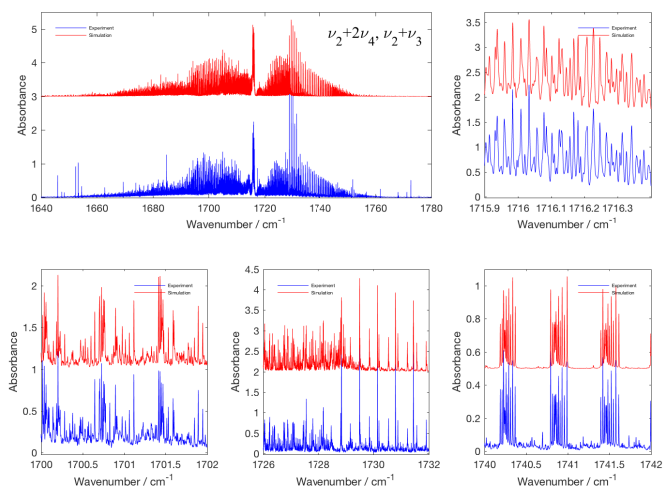 Experiment
Simulation
ν2+2ν4, ν2+ν3
5
4
3
2
1
0
Absorbance
1640 1660 1680 1700 1720 1740 1760 1780
Wavenumber / cm-1
Experiment
Simulation
3.5
3
2.5
2
1.5
1
0.5
0
Absorbance
1715.9 1716 1716.1 1716.2 1716.3
Wavenumber / cm-1
Experiment
Simulation
2
1.5
1
0.5
0
Absorbance
1700 1700.5 1701 1701.5 1702
Wavenumber / cm-1
Experiment
Simulation
4.5
4
3.5
3
2.5
2
1.5
1
0.5
0
Absorbance
1726 1728 1730 1732
Wavenumber / cm-1
Experiment
Simulation
1
0.8
0.6
0.4
0.2
0
Absorbance
1740 1740.5 1741 1741.5 1742
Wavenumber / cm-1